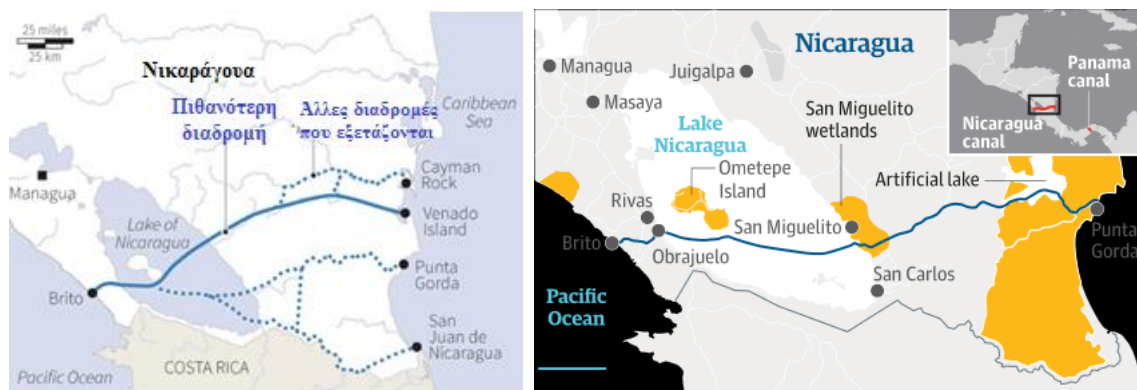 25 miles
25 km
Νικαράγουα
Πιθανότερη
διαδρομή
Άλλες διαδρομές
που εξετάζονται
Caribbean
Sea
Cayman
Rock
Managua
Venado
Island
Lake of
Nicaragua
Punta
Gorda
Brito
San
Juan de
Nicaragua
COSTA RICA
Pacific Ocean
Nicaragua
Panama
canal
Nicaragua
canal
Managua
Juigalpa
Masaya
San Miguelito
wetlands
Lake
Nicaragua
Ometepe
Island
Artificial lake
Rivas
San Miguelito
Brito
Obrajuelo
Punta
Gorda
San Carlos
Pacific
Ocean